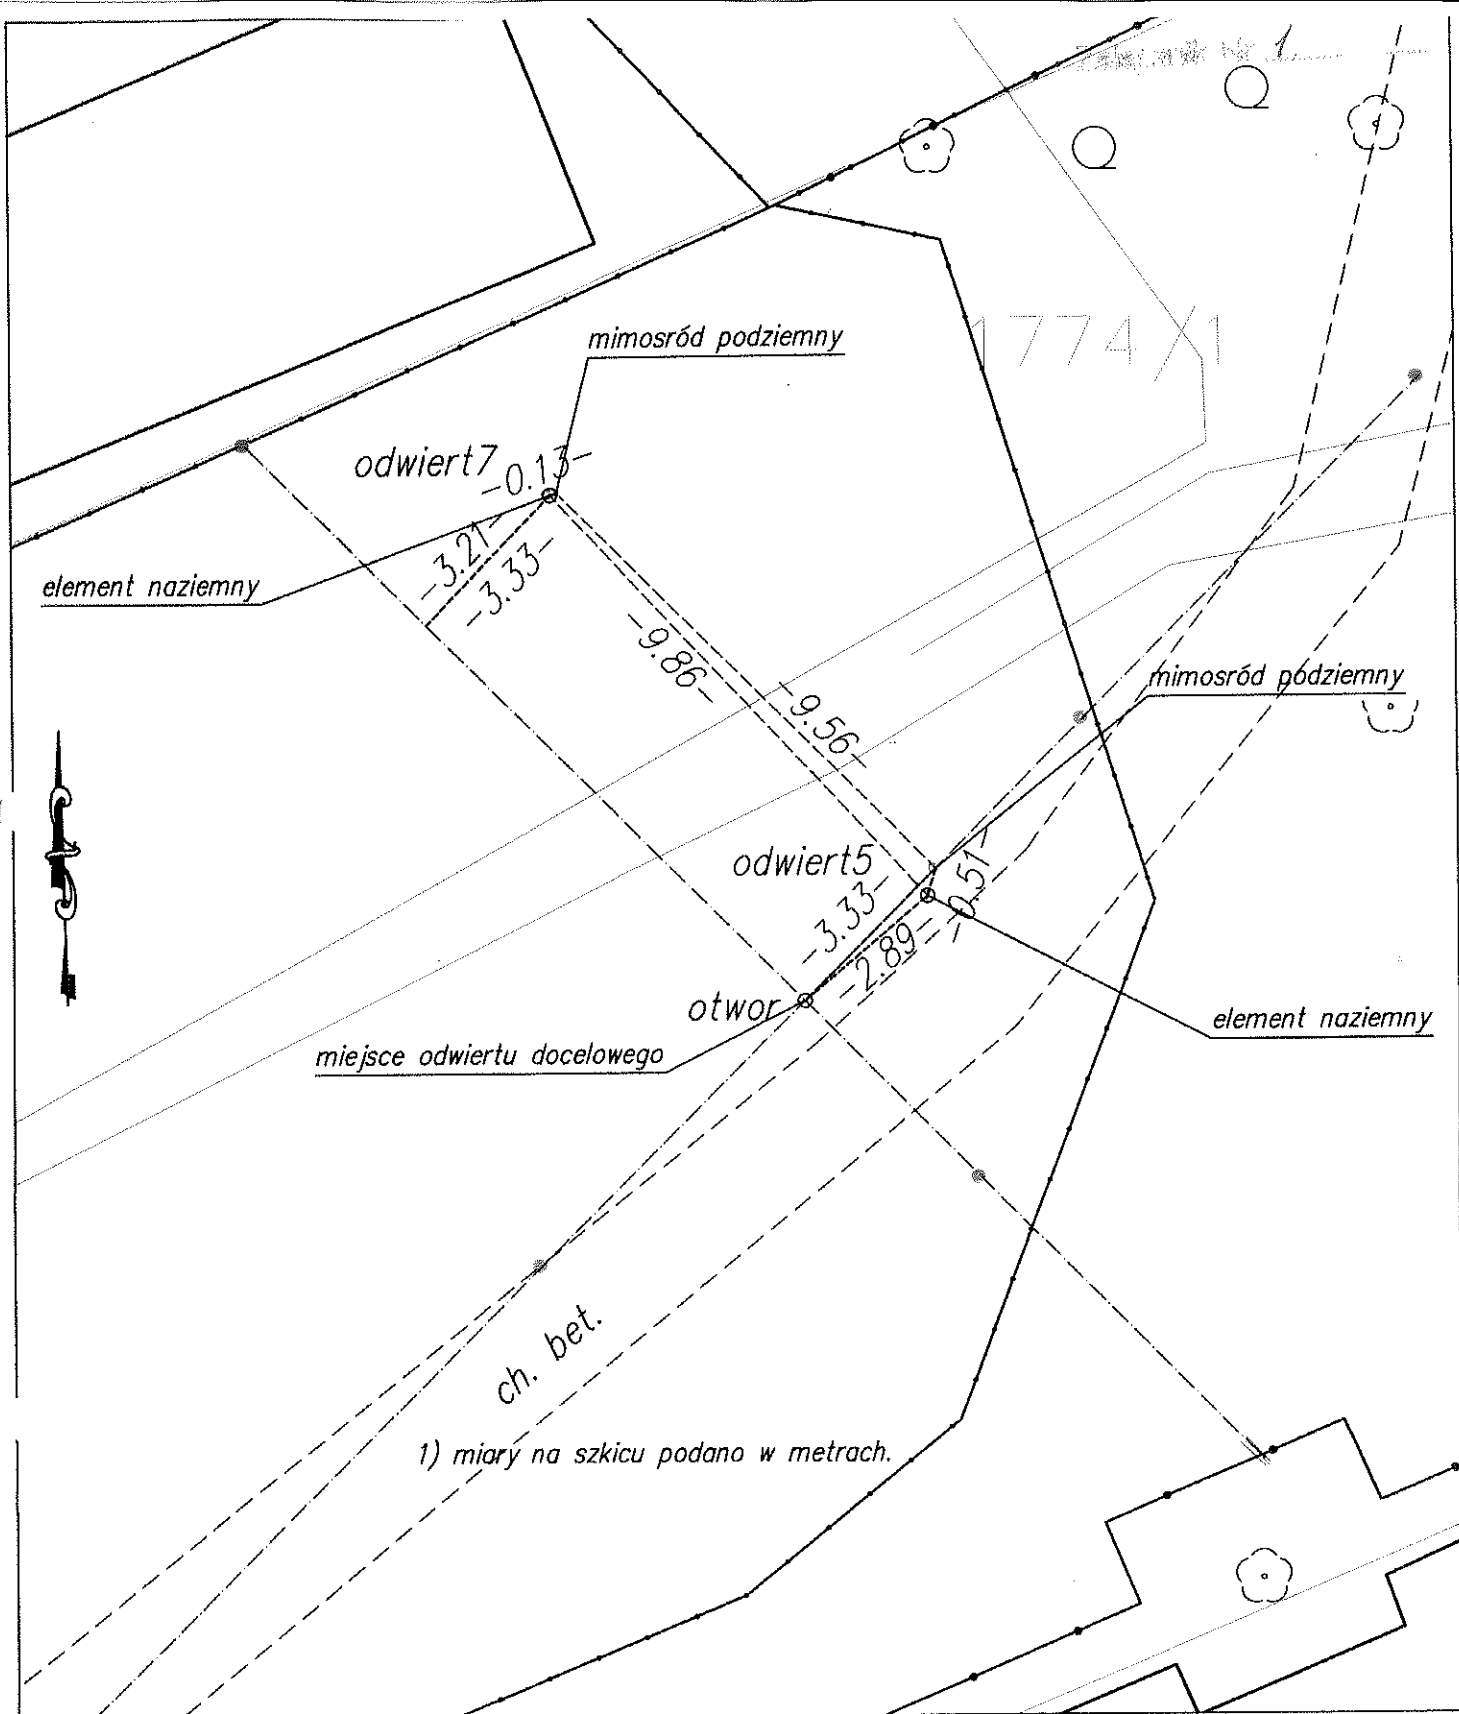 1
1774/1
mimosród podziemny
odwiert7
-0.13-
element naziemny
-3.21-
-3.33-
-9.86-
-9.56-
mimosród podziemny
odwiert5
-3.33-
-0.51-
-2.89-
otwor
miejsce odwiertu docelowego
element naziemny
ch. bet.
1) miary na szkicu podano w metrach.